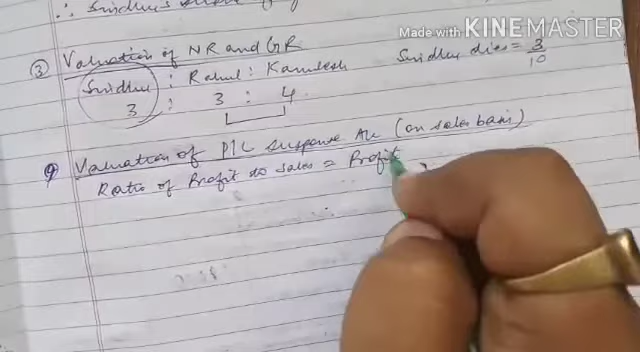 Made with KINEMASTER
③ Valuation of NR and GR
Sindhu : Rahul : Kamlesh
Sindhu dies = 3/10
3 : 3 : 4
Valuation of P/L suspense A/c (on sales basis)
Ratio of Profit to sales = Profit